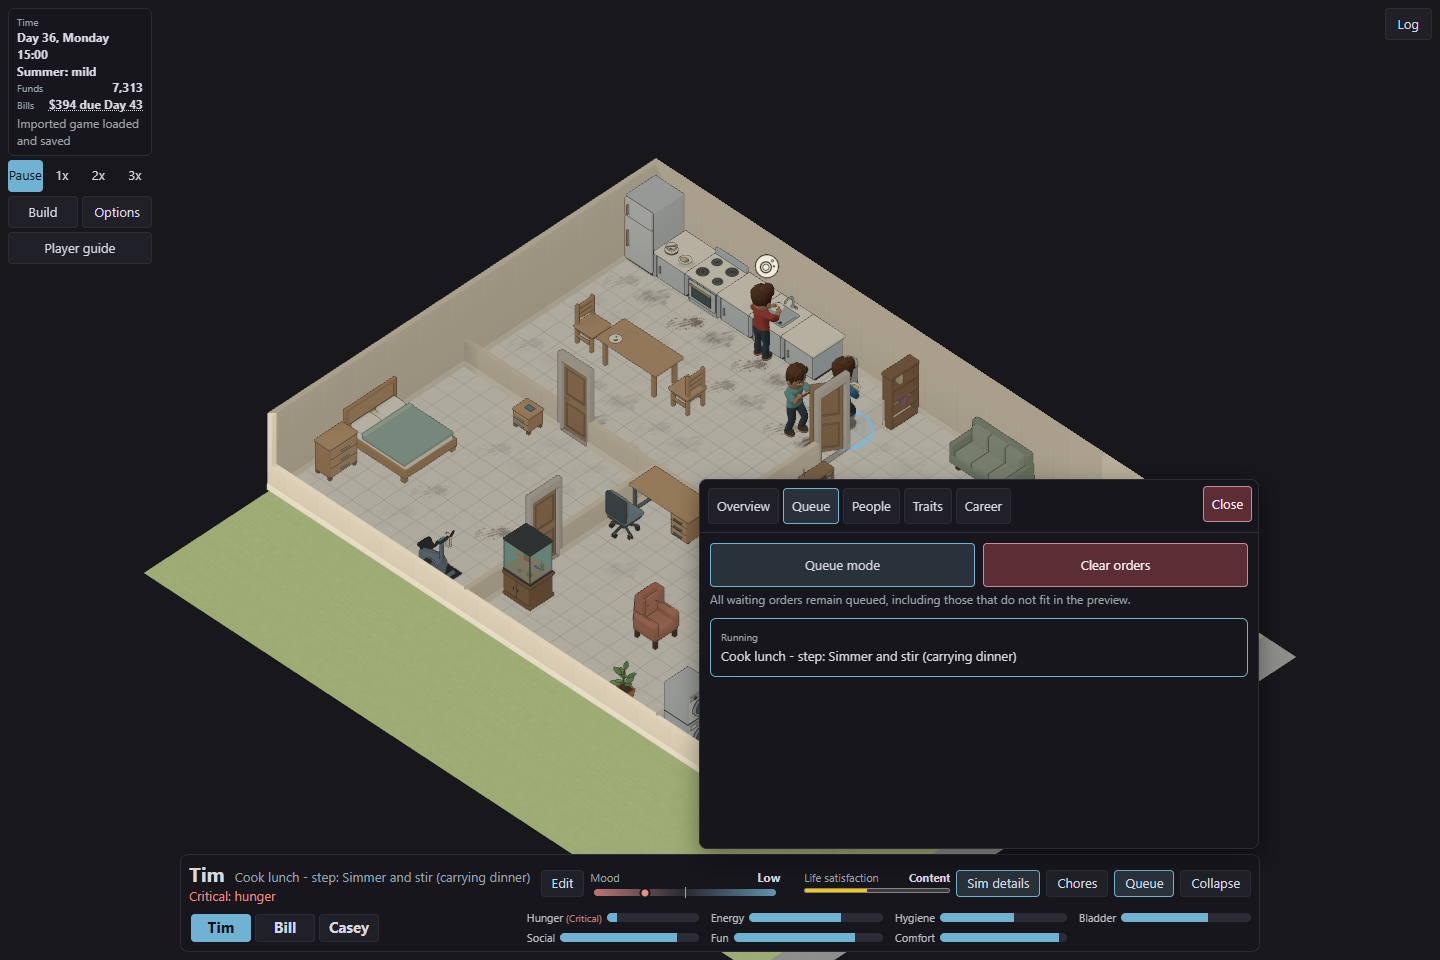 Time
Day 36, Monday
15:00
Summer: mild
Funds 7,313
Bills $394 due Day 43
Imported game loaded
and saved
Pause 1x 2x 3x
Build Options
Player guide
Log
Overview Queue People Traits Career Close
Queue mode Clear orders
All waiting orders remain queued, including those that do not fit in the preview.
Running
Cook lunch - step: Simmer and stir (carrying dinner)
Tim Cook lunch - step: Simmer and stir (carrying dinner)
Critical: hunger
Edit
Mood Low
Life satisfaction Content
Sim details Chores Queue Collapse
Tim Bill Casey
Hunger (Critical) Energy Hygiene Bladder
Social Fun Comfort